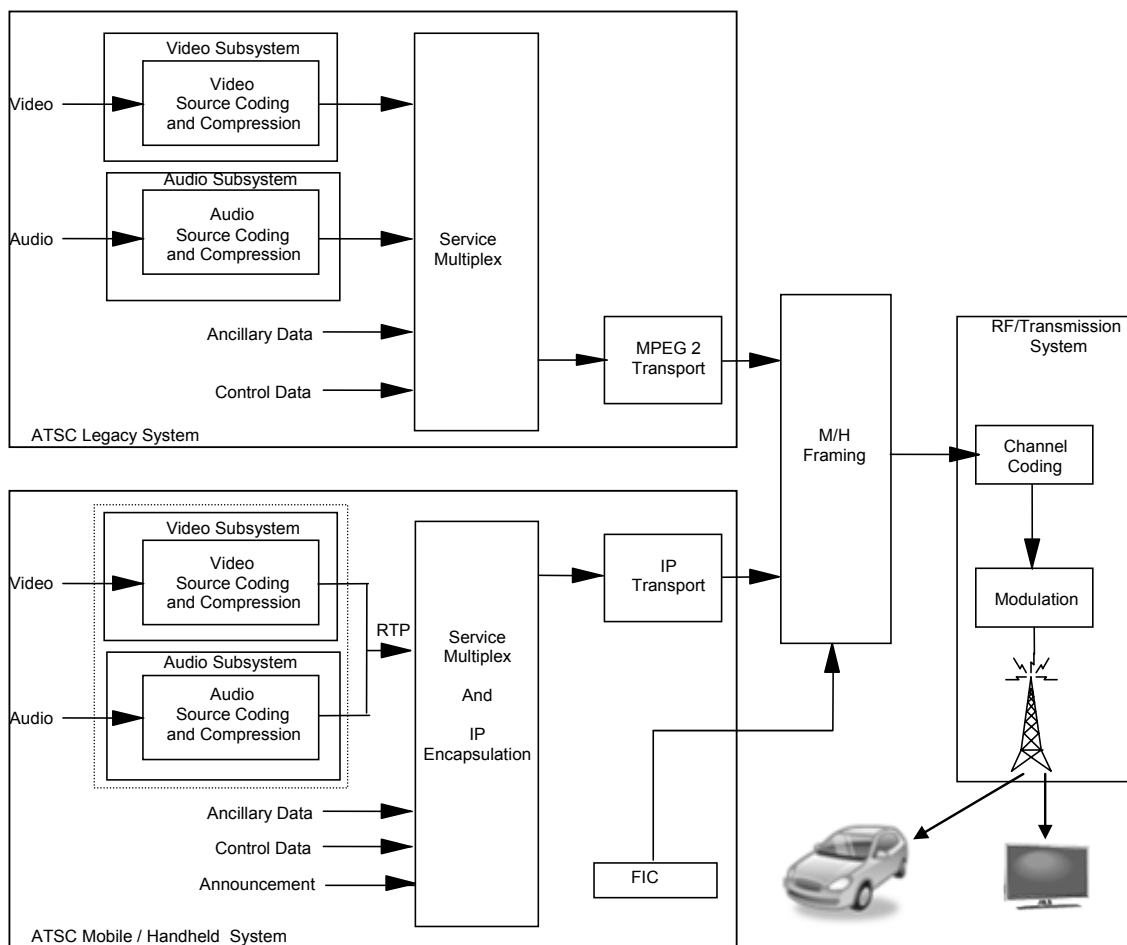 Video Subsystem
Video
Video
Source Coding
and Compression
Audio Subsystem
Audio
Audio
Source Coding
and Compression
Service
Multiplex
Ancillary Data
Control Data
MPEG 2
Transport
ATSC Legacy System
M/H
Framing
RF/Transmission
System
Channel
Coding
Modulation
Video Subsystem
Video
Video
Source Coding
and Compression
RTP
Audio Subsystem
Audio
Audio
Source Coding
and Compression
Service
Multiplex
And
IP
Encapsulation
IP
Transport
Ancillary Data
Control Data
Announcement
FIC
ATSC Mobile / Handheld System